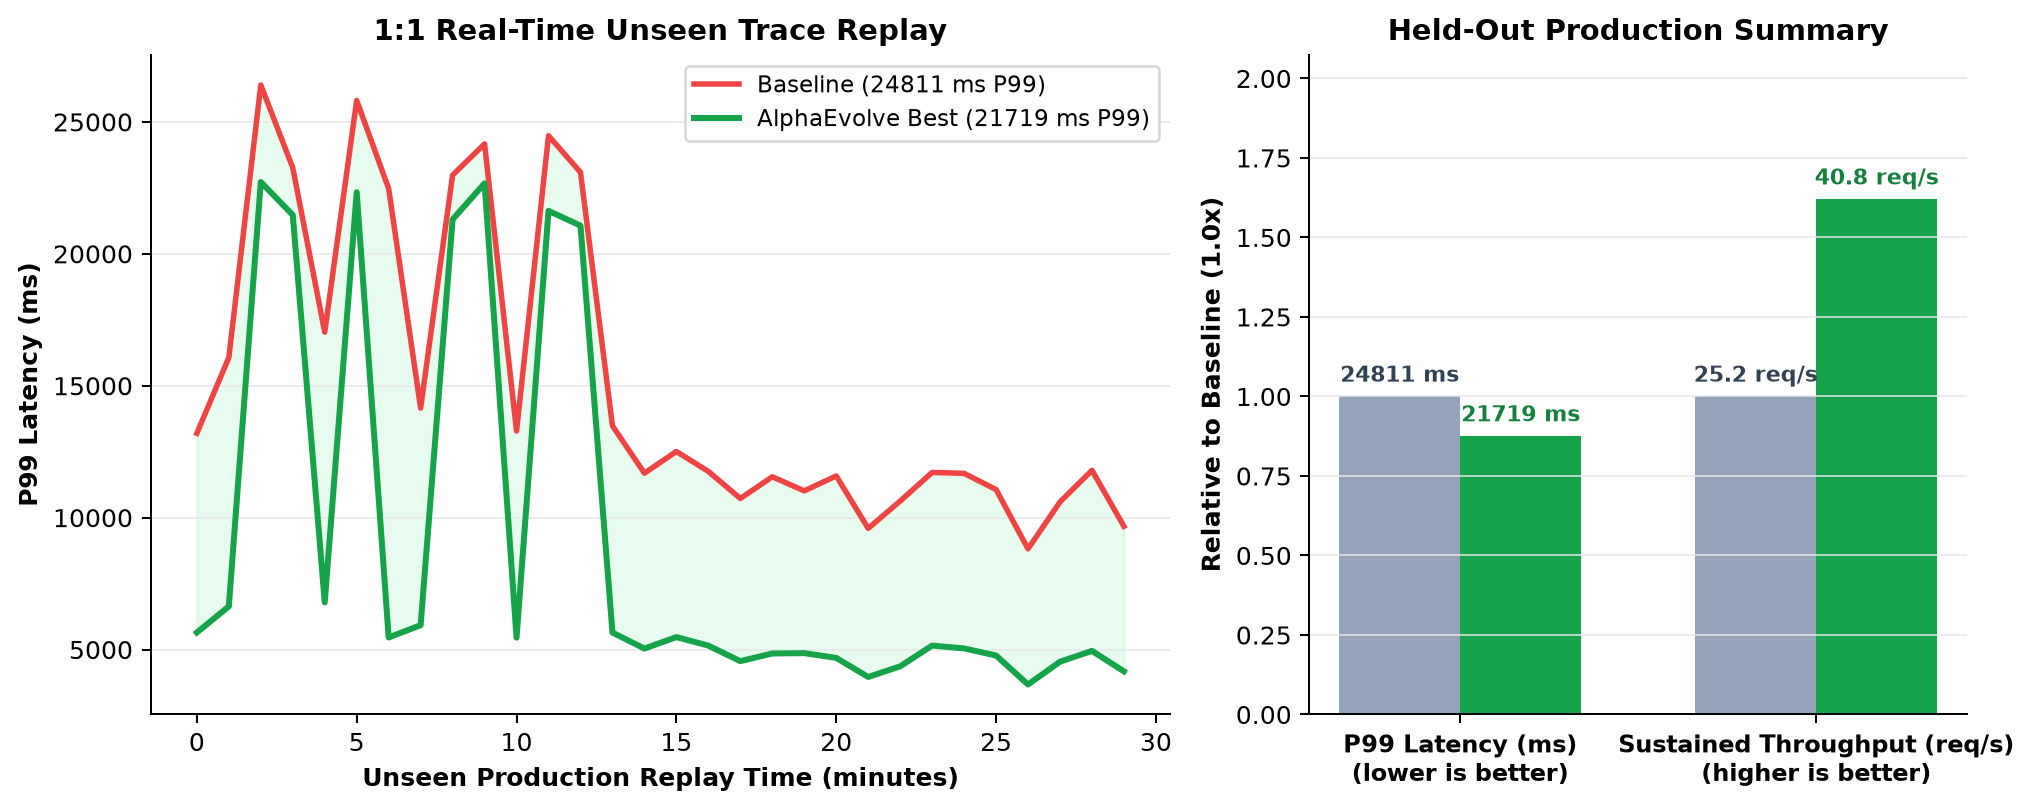 1:1 Real-Time Unseen Trace Replay
Baseline (24811 ms P99)
AlphaEvolve Best (21719 ms P99)
P99 Latency (ms)
25000
20000
15000
10000
5000
0 5 10 15 20 25 30
Unseen Production Replay Time (minutes)
Held-Out Production Summary
Relative to Baseline (1.0x)
2.00
1.75
1.50
1.25
1.00
0.75
0.50
0.25
0.00
24811 ms
21719 ms
25.2 req/s
40.8 req/s
P99 Latency (ms)
(lower is better)
Sustained Throughput (req/s)
(higher is better)